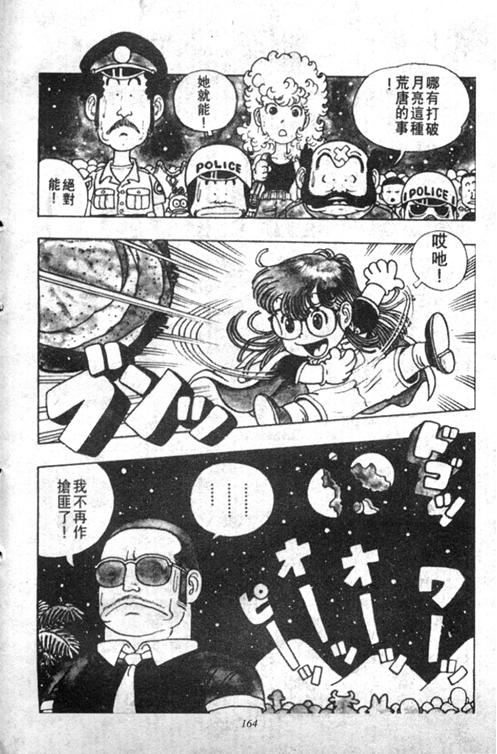 哪有打破
月亮這種
荒唐的事
！
她就能！
絕對
能！
POLICE
POLICE
哎吔！
ブンッ
ドゴッ
………
………
我不再作
搶匪了！
ワーッ
オーッ
オーッ
ピーッ
164